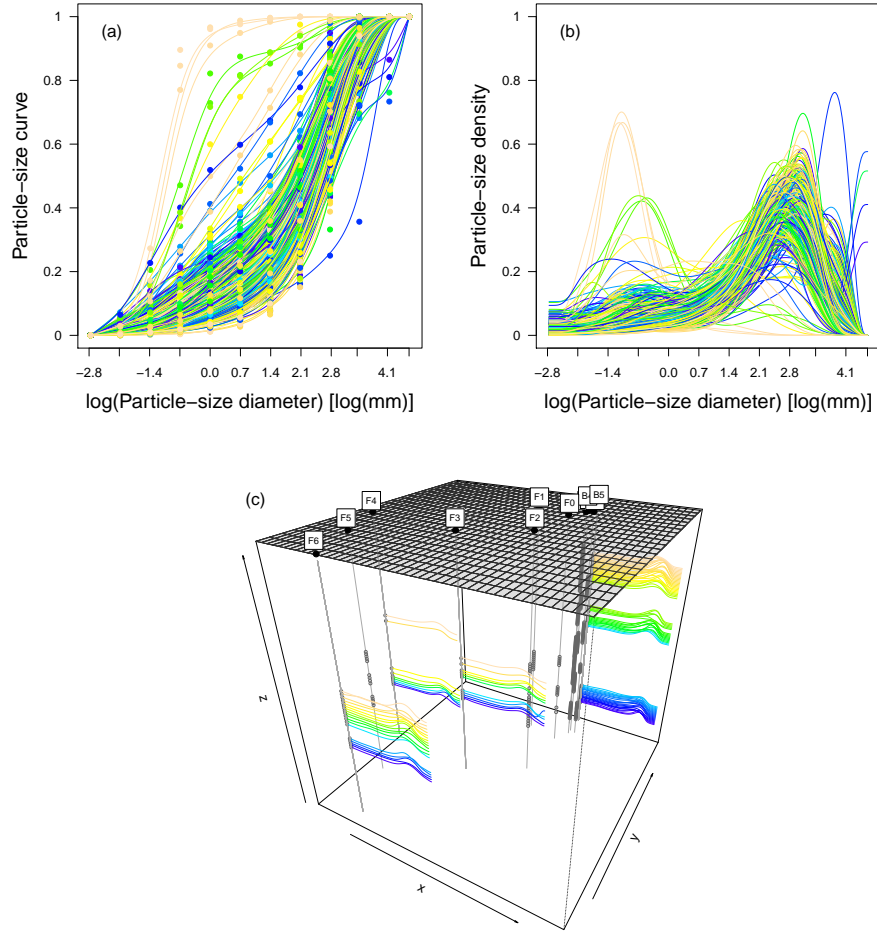 (a)
Particle−size curve
1
0.8
0.6
0.4
0.2
0
−2.8 −1.4 0.0 0.7 1.4 2.1 2.8 4.1
log(Particle−size diameter) [log(mm)]
(b)
Particle−size density
1
0.8
0.6
0.4
0.2
0
−2.8 −1.4 0.0 0.7 1.4 2.1 2.8 4.1
log(Particle−size diameter) [log(mm)]
(c)
F6
F5
F4
F3
F1
F2
F0
B5
z
x
y